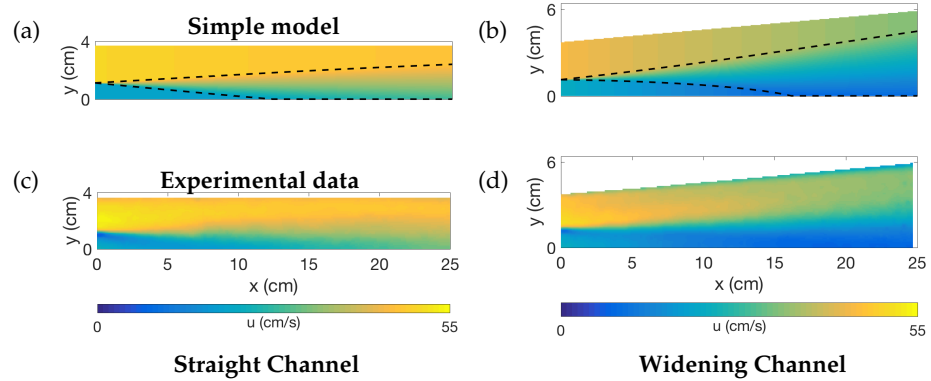 (a) Simple model (b)
4
y (cm)
0
6
y (cm)
0
(c) Experimental data (d)
4
y (cm)
0
0 5 10 15 20 25
x (cm)
6
y (cm)
0
0 5 10 15 20 25
x (cm)
0 u (cm/s) 55
0 u (cm/s) 55
Straight Channel Widening Channel